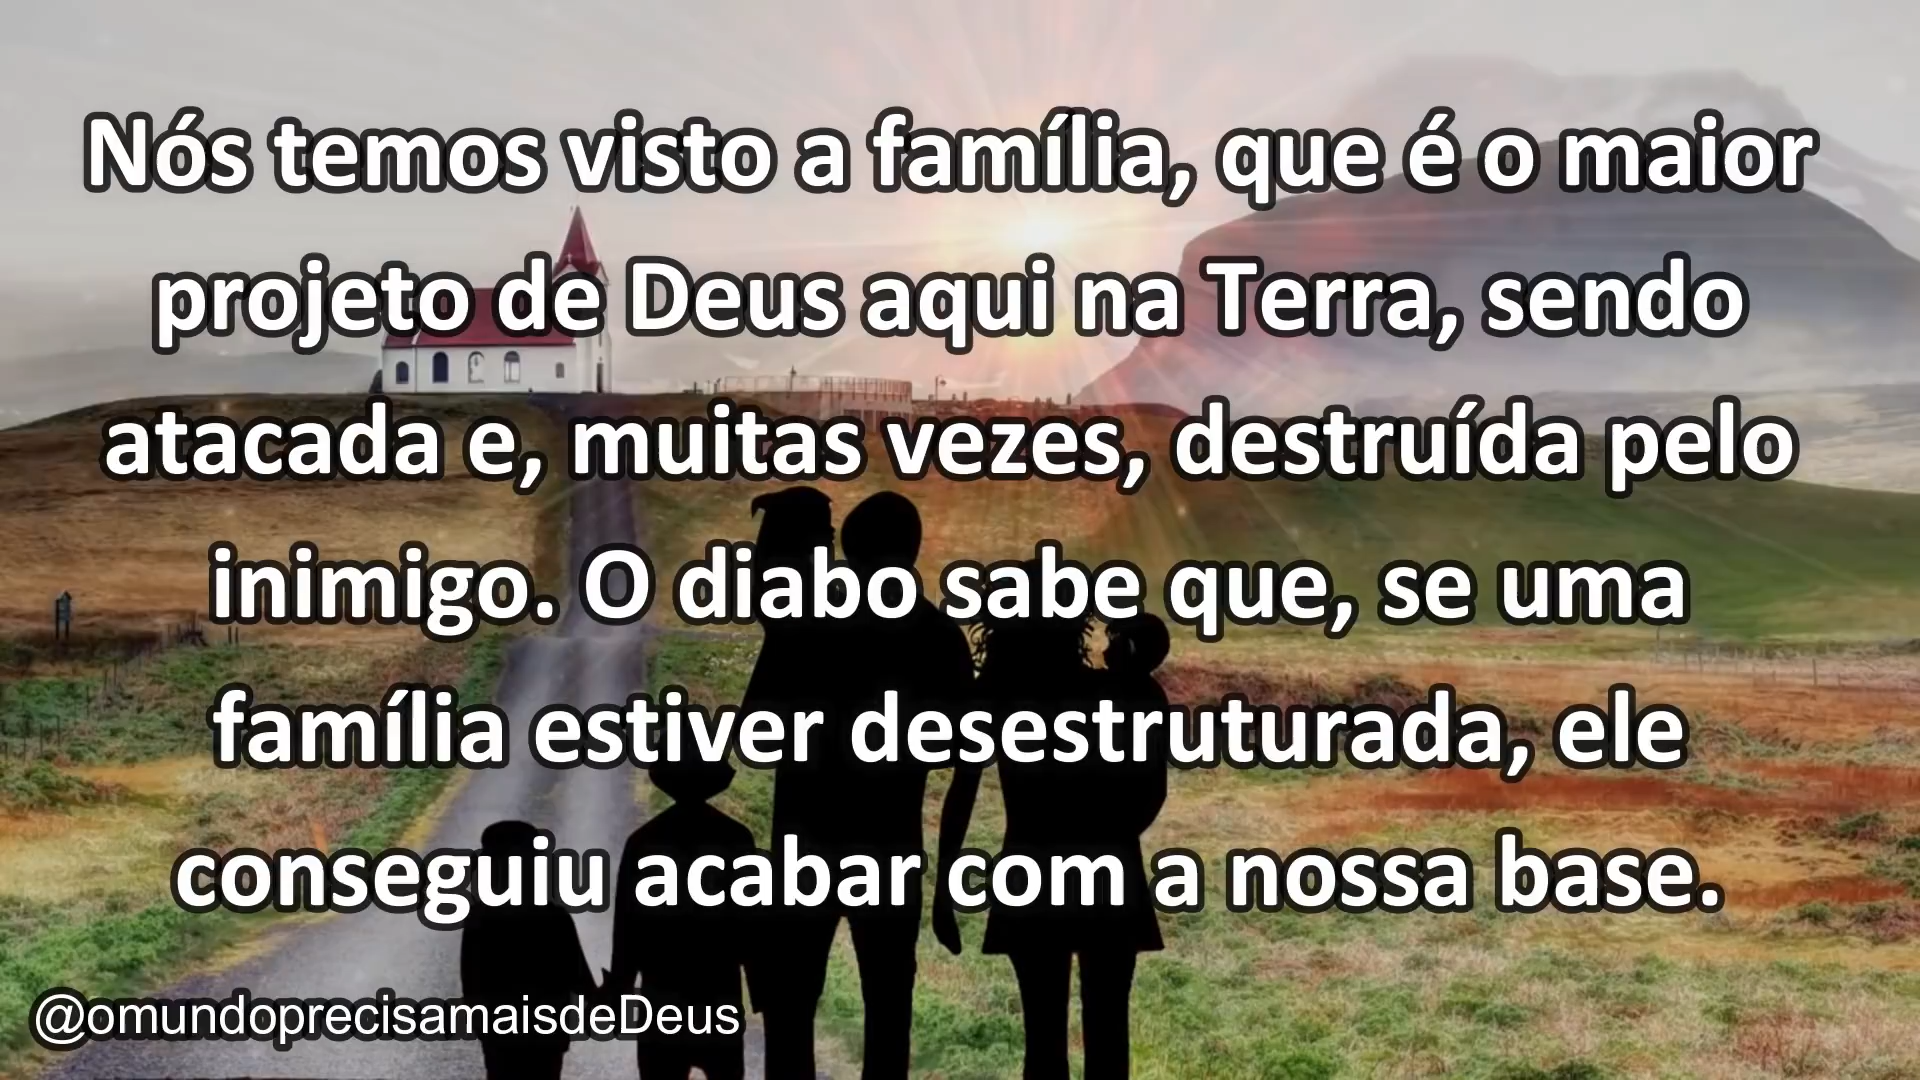 Nós temos visto a família, que é o maior
projeto de Deus aqui na Terra, sendo
atacada e, muitas vezes, destruída pelo
inimigo. O diabo sabe que, se uma
família estiver desestruturada, ele
conseguiu acabar com a nossa base.
@omundoprecisamaisdeDeus